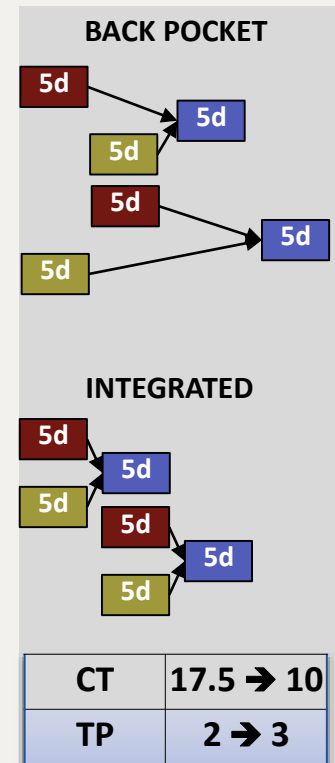 BACK POCKET
5d
5d
5d
5d
5d
5d
INTEGRATED
5d
5d
5d
5d
5d
5d
CT 17.5 → 10
TP 2 → 3